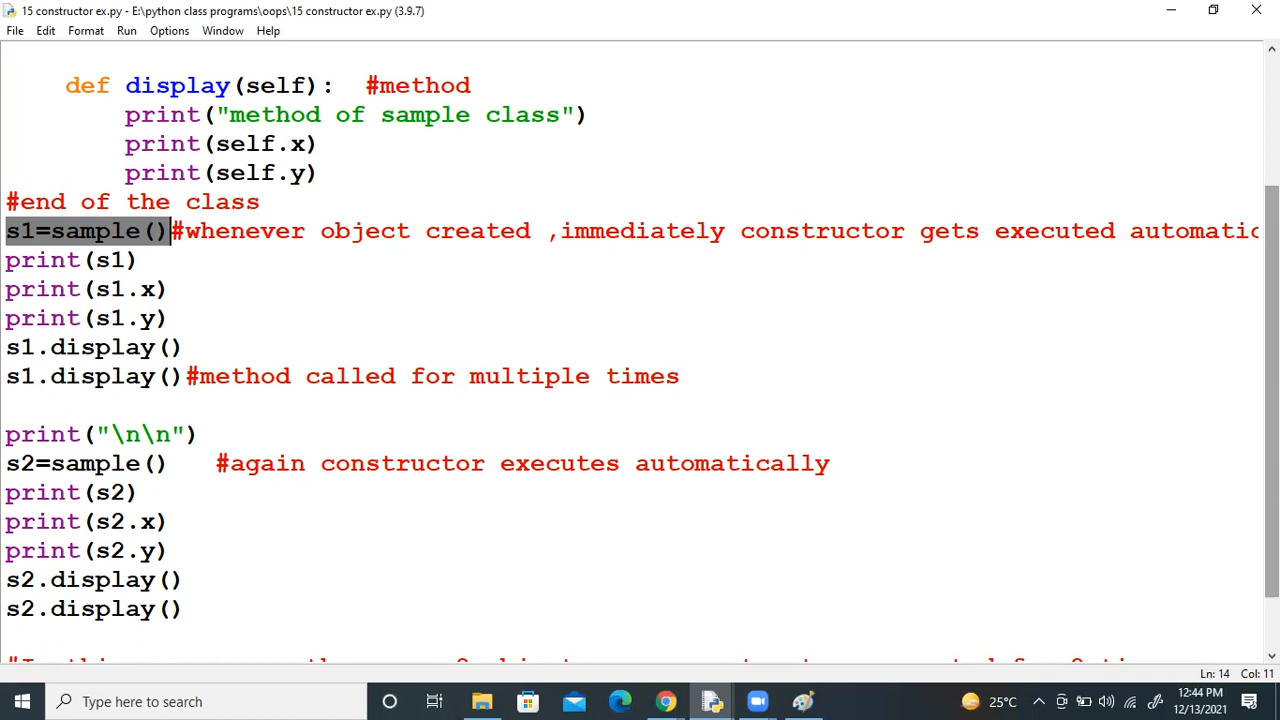 15 constructor ex.py - E:\python class programs\oops\15 constructor ex.py (3.9.7)
File Edit Format Run Options Window Help
def display(self): #method
print("method of sample class")
print(self.x)
print(self.y)
#end of the class
s1=sample()#whenever object created ,immediately constructor gets executed
print(s1)
print(s1.x)
print(s1.y)
s1.display()
s1.display()#method called for multiple times
print("\n\n")
s2=sample() #again constructor executes automatically
print(s2)
print(s2.x)
print(s2.y)
s2.display()
s2.display()
Ln: 14 Col: 11
Type here to search
25°C
12:44 PM
12/13/2021